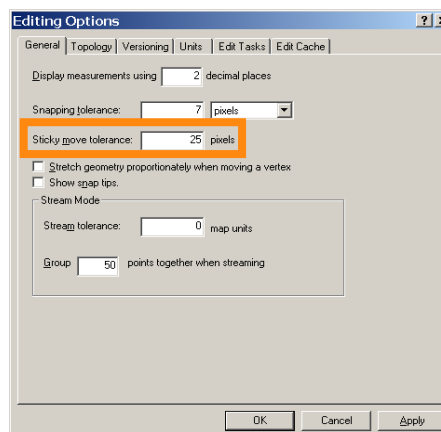 Editing Options
General Topology Versioning Units Edit Tasks Edit Cache
Display measurements using 2 decimal places
Snapping tolerance: 7 pixels
Sticky move tolerance: 25 pixels
Stretch geometry proportionately when moving a vertex
Show snap tips.
Stream Mode
Stream tolerance: 0 map units
Group 50 points together when streaming
OK Cancel Apply